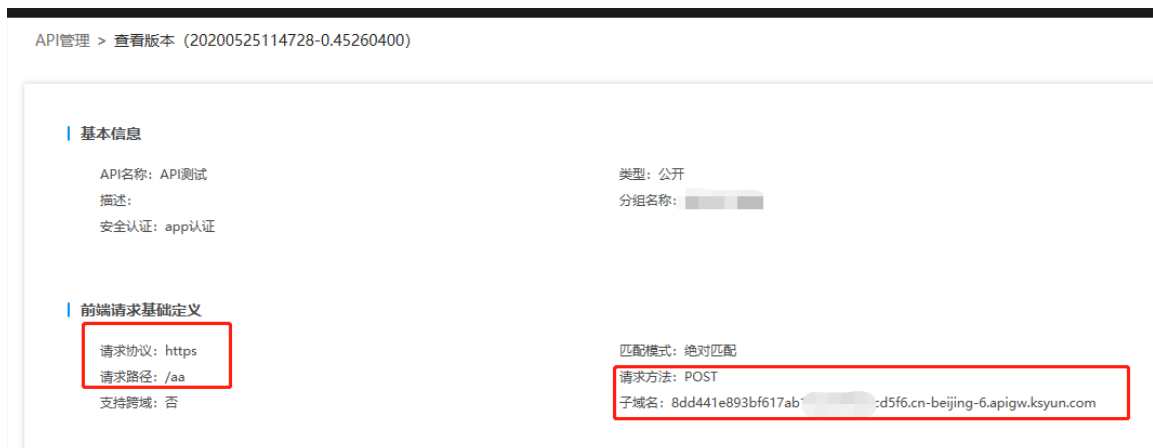 API管理 > 查看版本（20200525114728-0.45260400）
基本信息
API名称：API测试
类型：公开
描述：
分组名称：
安全认证：app认证
前端请求基础定义
请求协议：https
匹配模式：绝对匹配
请求路径：/aa
请求方法：POST
支持跨域：否
子域名：8dd441e893bf617ab cd5f6.cn-beijing-6.apigw.ksyun.com